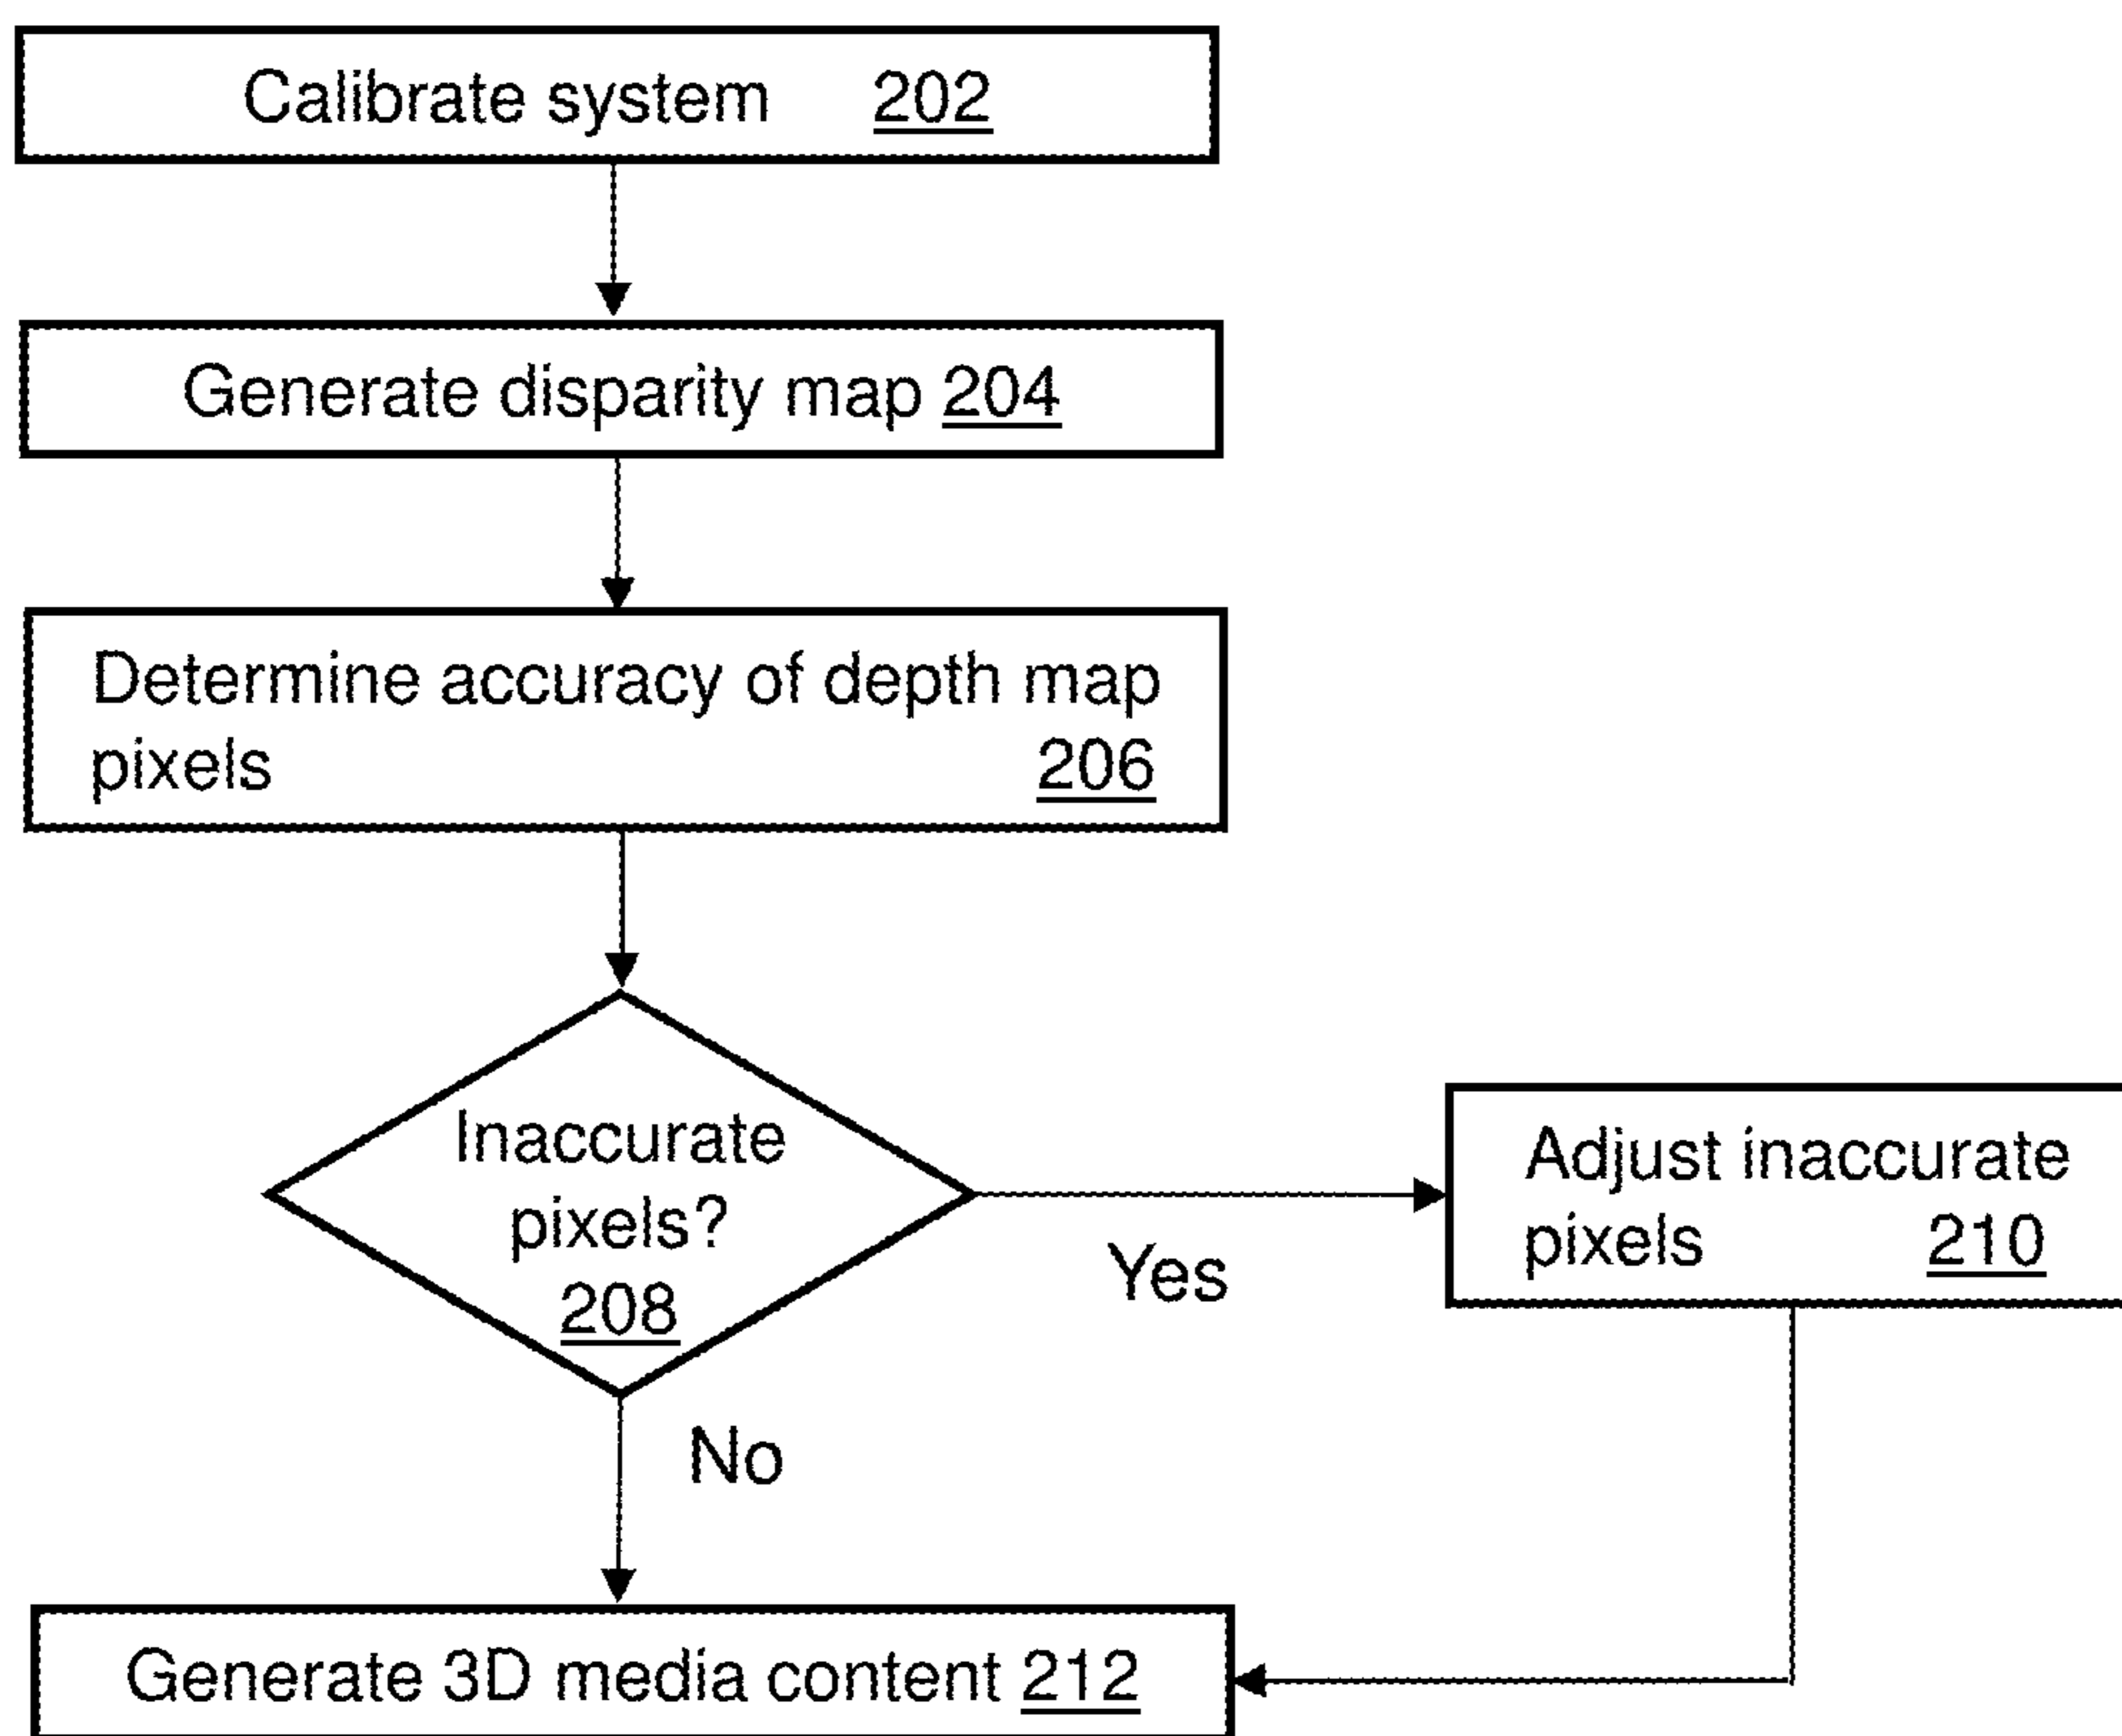 Calibrate system 202
Generate disparity map 204
Determine accuracy of depth map
pixels 206
Inaccurate
pixels?
208
Yes
Adjust inaccurate
pixels 210
No
Generate 3D media content 212